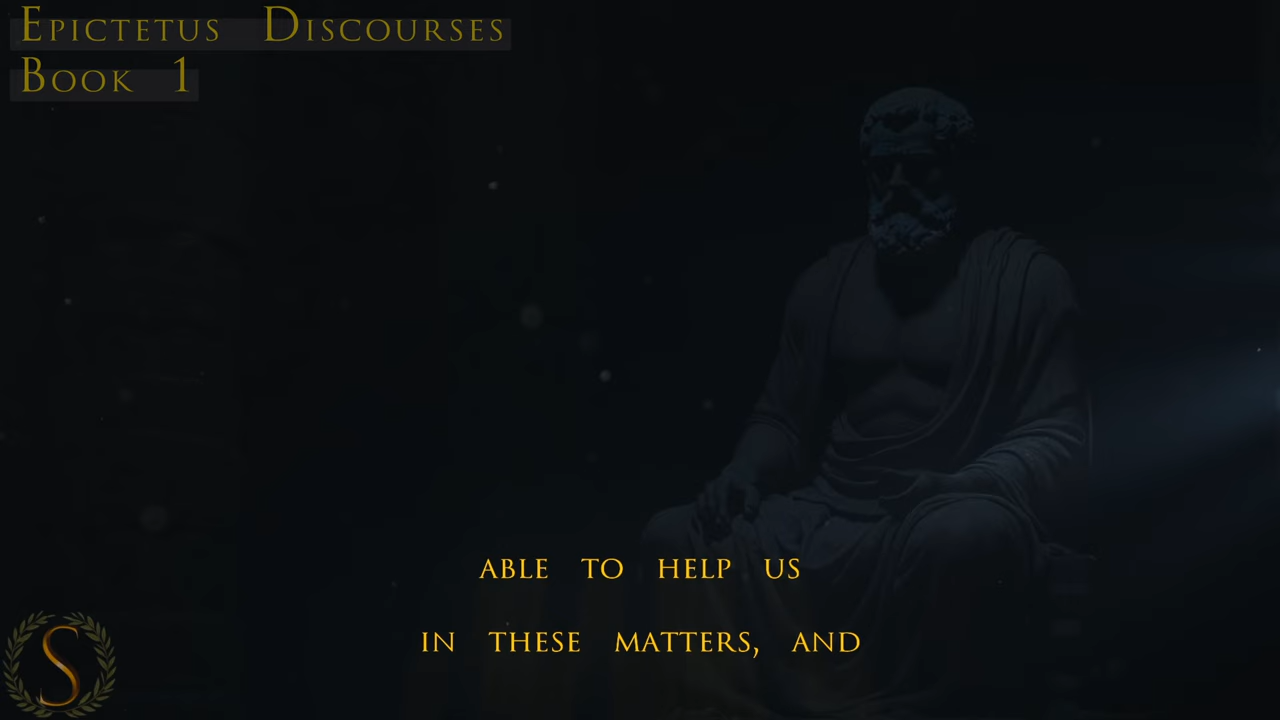 Epictetus Discourses
Book 1
ABLE TO HELP US
IN THESE MATTERS, AND
S